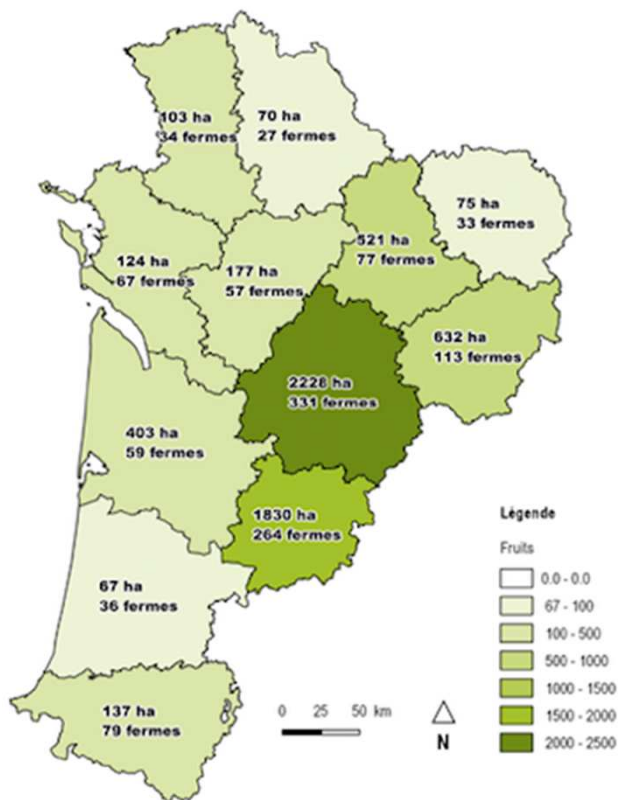 103 ha
34 fermes
70 ha
27 fermes
75 ha
33 fermes
521 ha
77 fermes
124 ha
67 fermes
177 ha
57 fermes
632 ha
113 fermes
2228 ha
331 fermes
403 ha
59 fermes
1830 ha
264 fermes
67 ha
36 fermes
137 ha
79 fermes
0 25 50 km
N
Légende
Fruits
0.0 - 0.0
67 - 100
100 - 500
500 - 1000
1000 - 1500
1500 - 2000
2000 - 2500